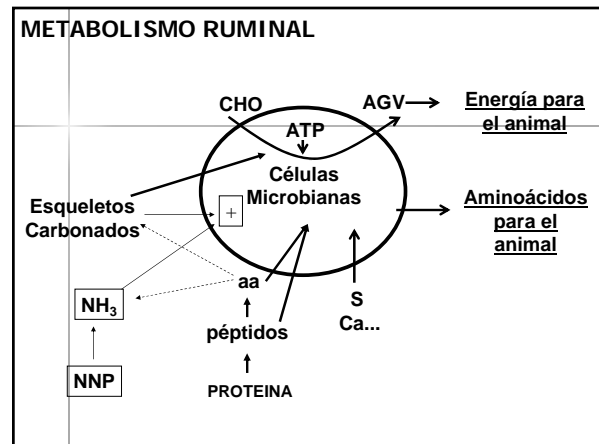 METABOLISMO RUMINAL
CHO
AGV
Energía para
el animal
ATP
Células
Microbianas
Esqueletos
Carbonados
+
Aminoácidos
para el
animal
aa
NH₃
S
Ca...
péptidos
NNP
PROTEINA